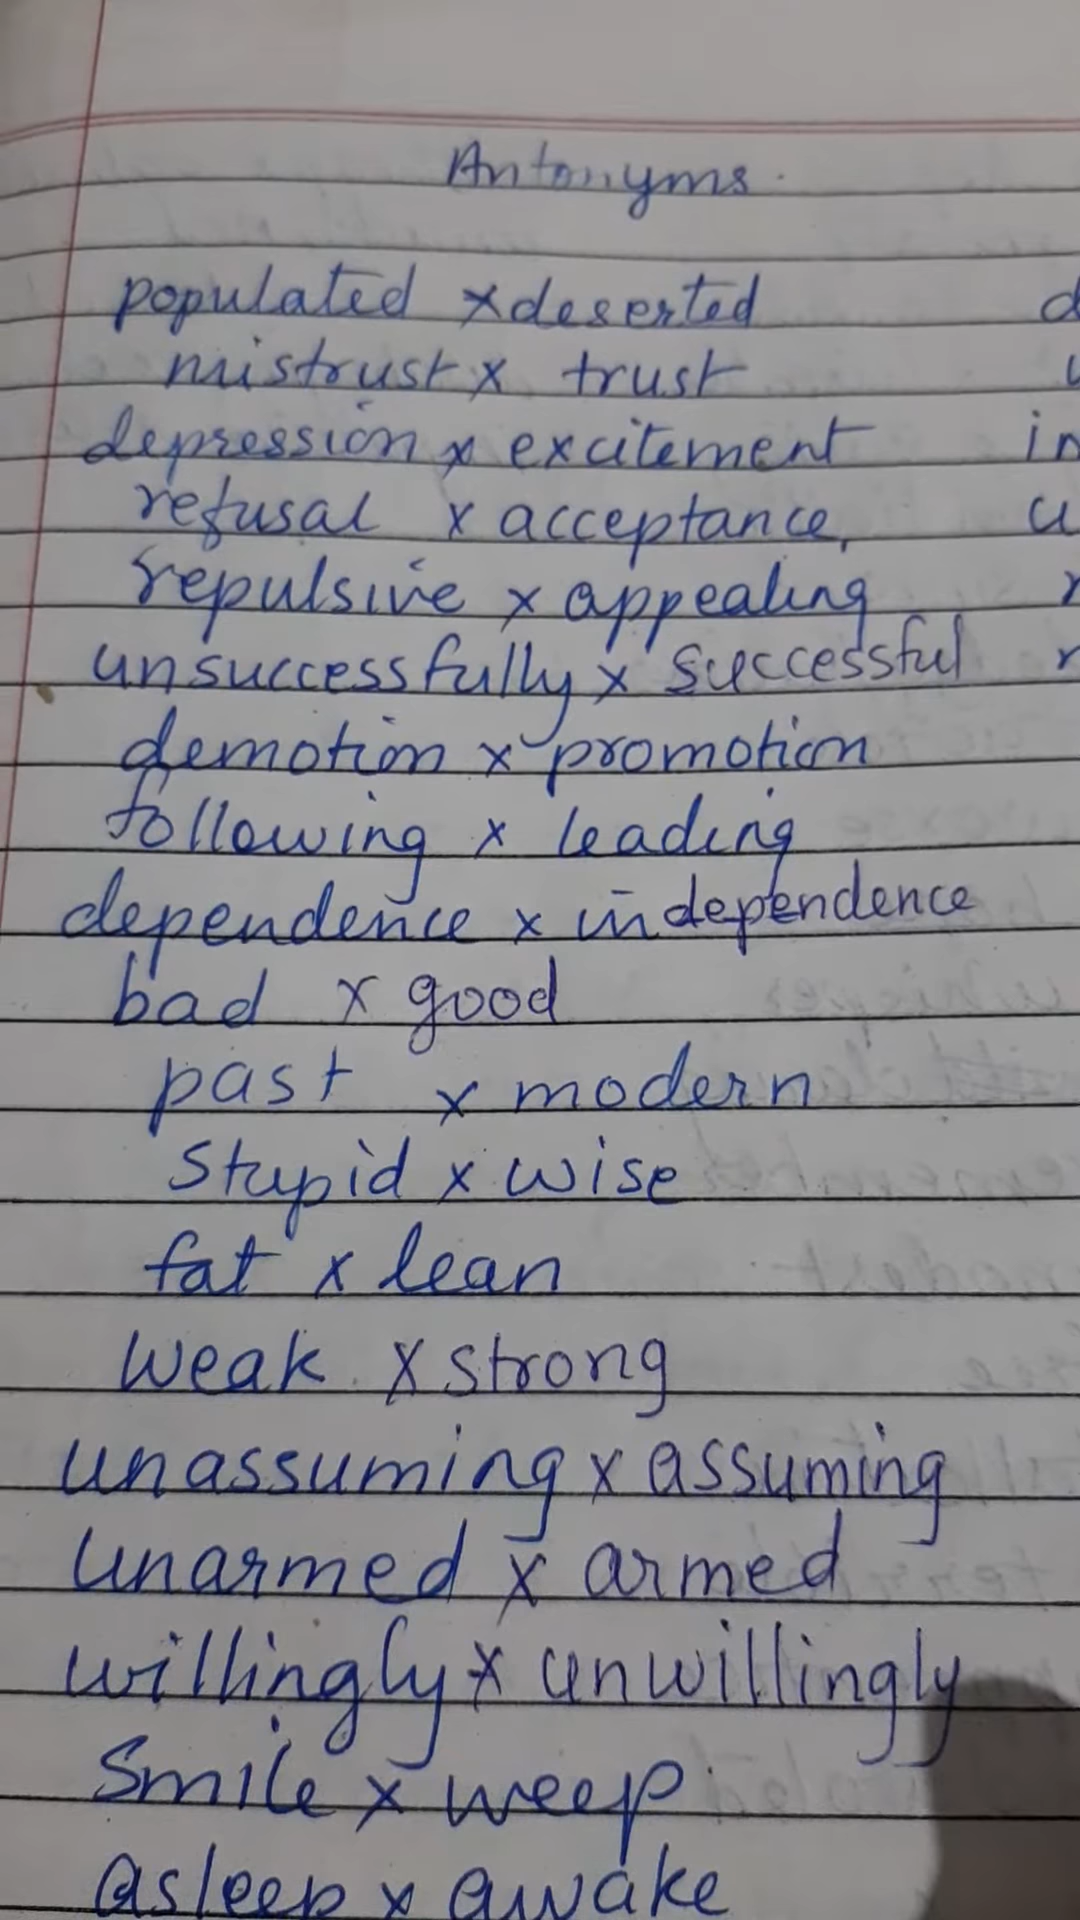 Antonyms.
populated x deserted
mistrust x trust
depression x excitement
refusal x acceptance,
repulsive x appealing
unsuccessfully x successful
demotion x promotion
following x leading
dependence x independence
bad x good
past x modern
stupid x wise
fat x lean
weak x strong
unassuming x assuming
unarmed x armed
willingly x unwillingly
Smile x weep
asleep x awake